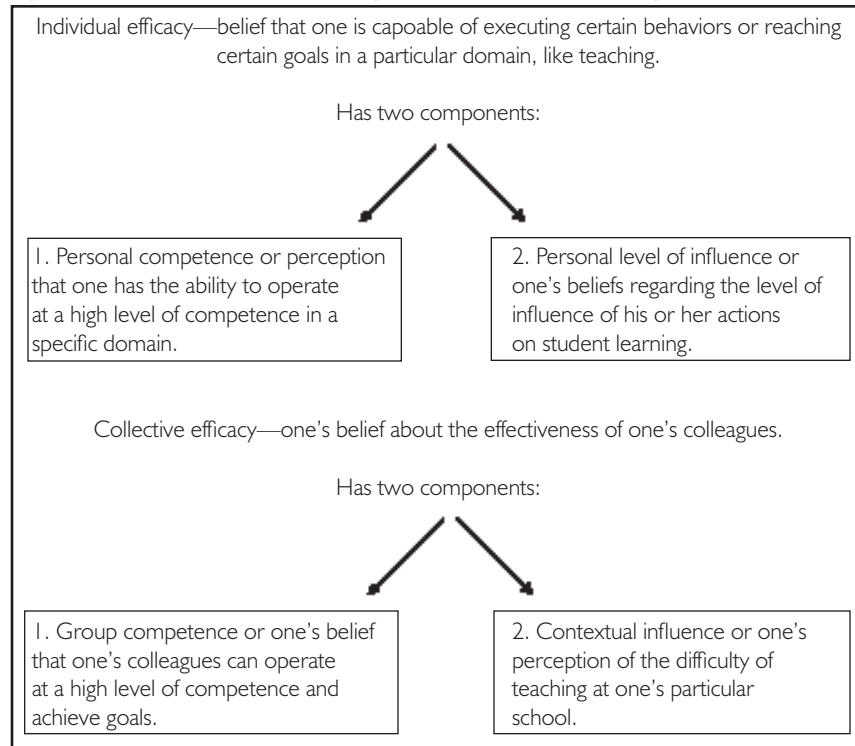 Individual efficacy—belief that one is capoable of executing certain behaviors or reaching
certain goals in a particular domain, like teaching.
Has two components:
1. Personal competence or perception
that one has the ability to operate
at a high level of competence in a
specific domain.
2. Personal level of influence or
one’s beliefs regarding the level of
influence of his or her actions
on student learning.
Collective efficacy—one’s belief about the effectiveness of one’s colleagues.
Has two components:
1. Group competence or one’s belief
that one’s colleagues can operate
at a high level of competence and
achieve goals.
2. Contextual influence or one’s
perception of the difficulty of
teaching at one’s particular
school.